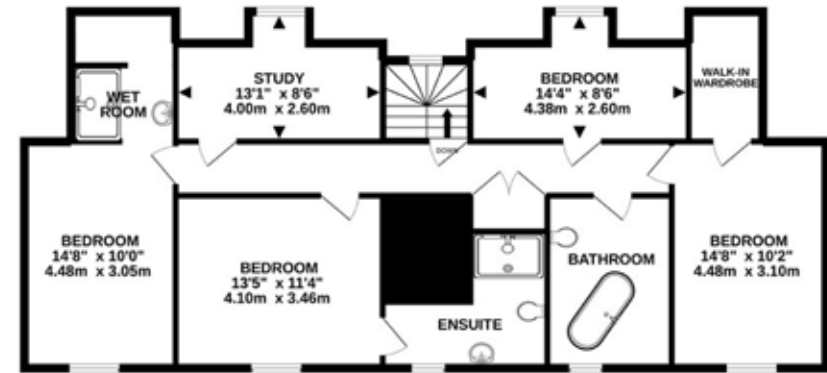 STUDY
13'1" x 8'6"
4.00m x 2.60m
BEDROOM
14'4" x 8'6"
4.38m x 2.60m
WALK-IN
WARDROBE
WET
ROOM
DOWN
BEDROOM
14'8" x 10'0"
4.48m x 3.05m
BEDROOM
13'5" x 11'4"
4.10m x 3.46m
ENSUITE
BATHROOM
BEDROOM
14'8" x 10'2"
4.48m x 3.10m